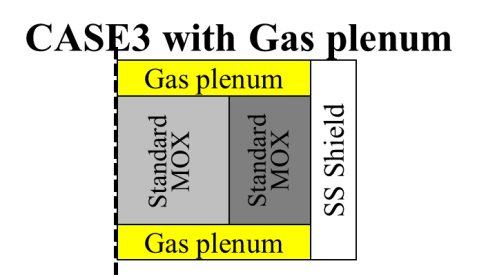 CASE3 with Gas plenum
Gas plenum
Standard
MOX
Standard
MOX
SS Shield
Gas plenum